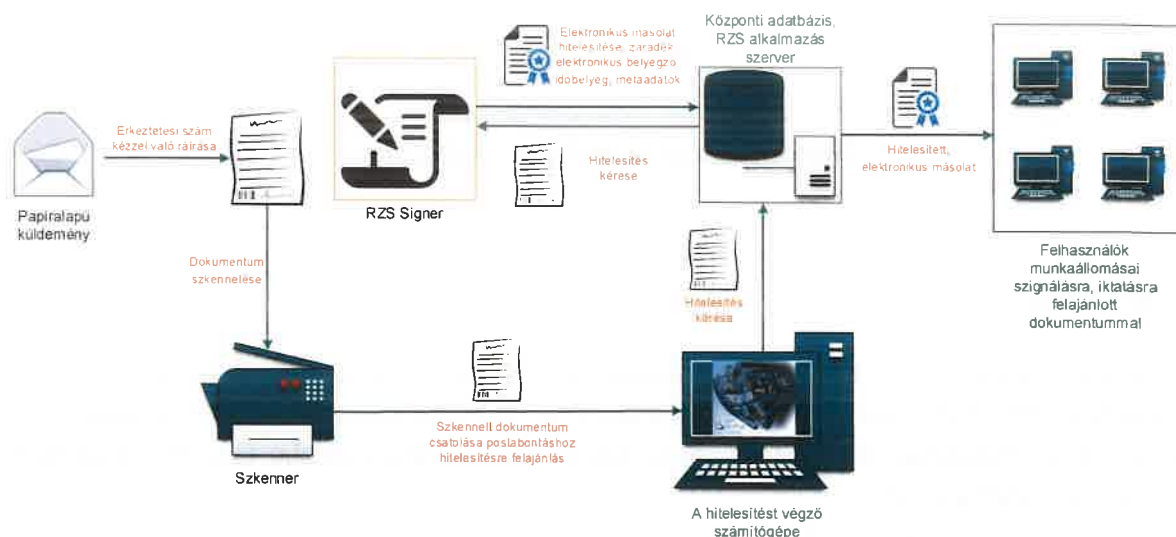 Elektronikus másolat
hitelesítése, záradék
elektronikus bélyegző
időbélyeg, metaadatok
Központi adatbázis,
RZS alkalmazás
szerver
Érkeztetési szám
kézzel való ráírása
Papíralapú
küldemény
RZS Signer
Hitelesítés
kérése
Hitelesített,
elektronikus másolat
Dokumentum
szkennelése
Hitelesítés
kérése
Felhasználók
munkaállomásai
szignálásra, iktatásra
felajánlott
dokumentummal
Szkennelt dokumentum
csatolása postabontáshoz
hitelesítésre felajánlás
Szkenner
A hitelesítést végző
számítógépe